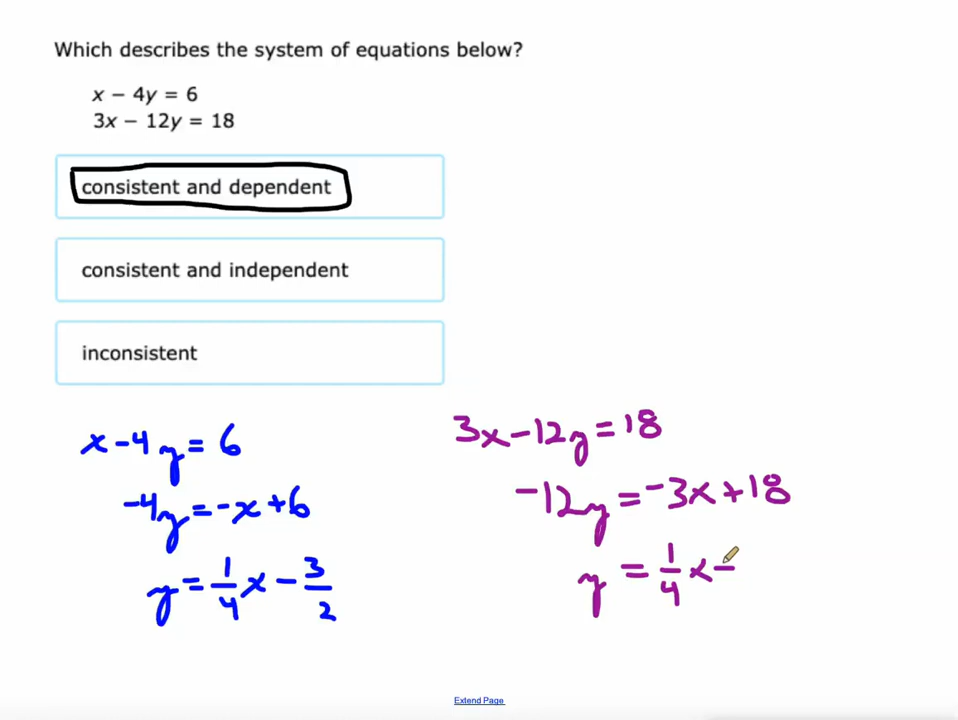 Which describes the system of equations below?
x − 4y = 6
3x − 12y = 18
consistent and dependent
consistent and independent
inconsistent
x-4y=6
-4y=-x+6
y=1/4x-3/2
3x-12y=18
-12y=-3x+18
y=1/4x-
Extend Page